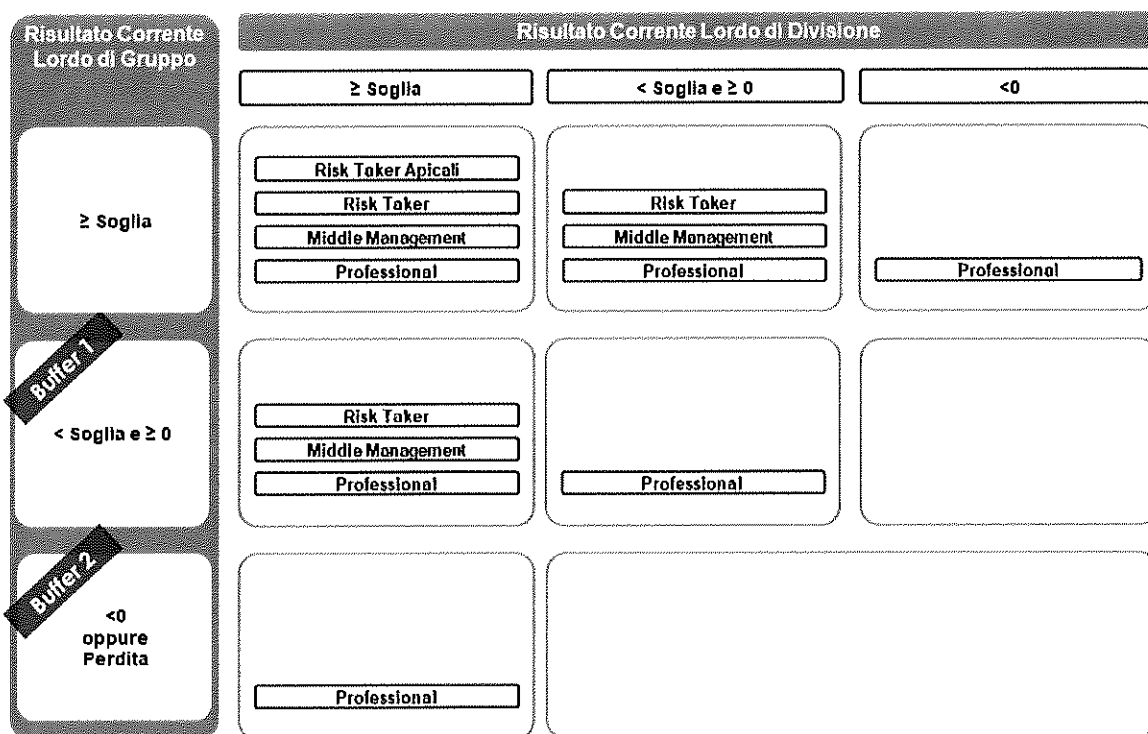 Risultato Corrente
Lordo di Gruppo
Risultato Corrente Lordo di Divisione
≥ Soglia
< Soglia e ≥ 0
<0
≥ Soglia
Risk Taker Apicali
Risk Taker
Middle Management
Professional
Risk Taker
Middle Management
Professional
Professional
Buffer 1
< Soglia e ≥ 0
Risk Taker
Middle Management
Professional
Professional
Buffer 2
<0
oppure
Perdita
Professional